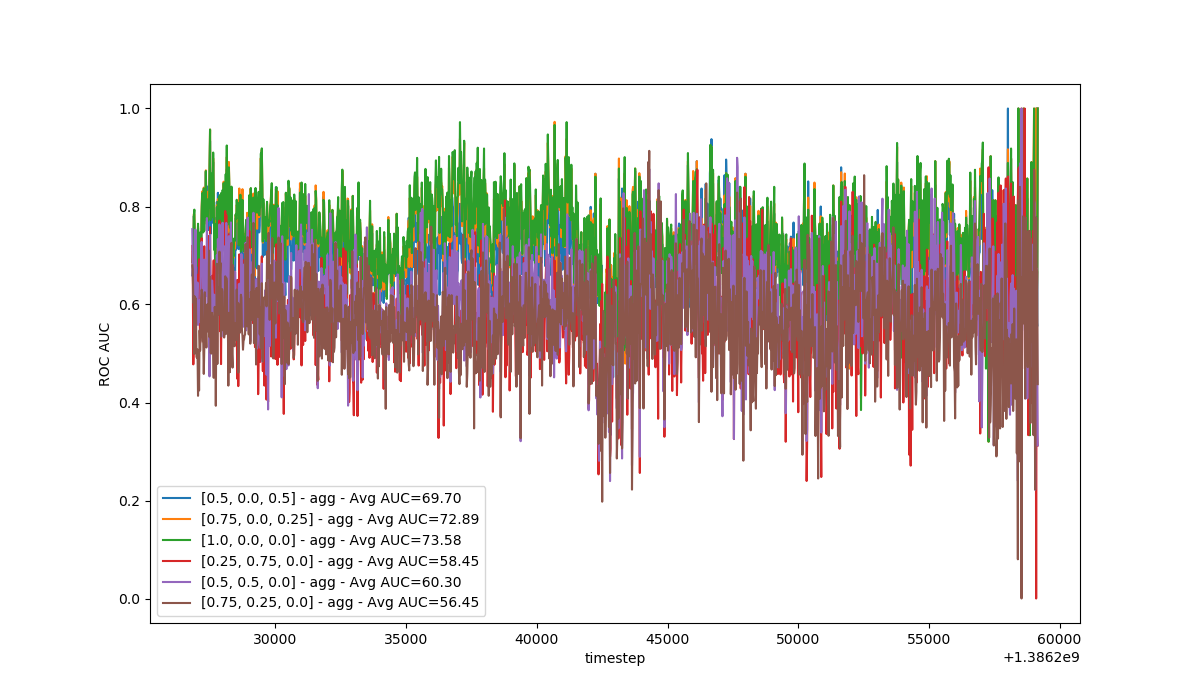 1.0
0.8
0.6
0.4
0.2
0.0
ROC AUC
[0.5, 0.0, 0.5] - agg - Avg AUC=69.70
[0.75, 0.0, 0.25] - agg - Avg AUC=72.89
[1.0, 0.0, 0.0] - agg - Avg AUC=73.58
[0.25, 0.75, 0.0] - agg - Avg AUC=58.45
[0.5, 0.5, 0.0] - agg - Avg AUC=60.30
[0.75, 0.25, 0.0] - agg - Avg AUC=56.45
30000 35000 40000 45000 50000 55000 60000
timestep
+1.3862e9